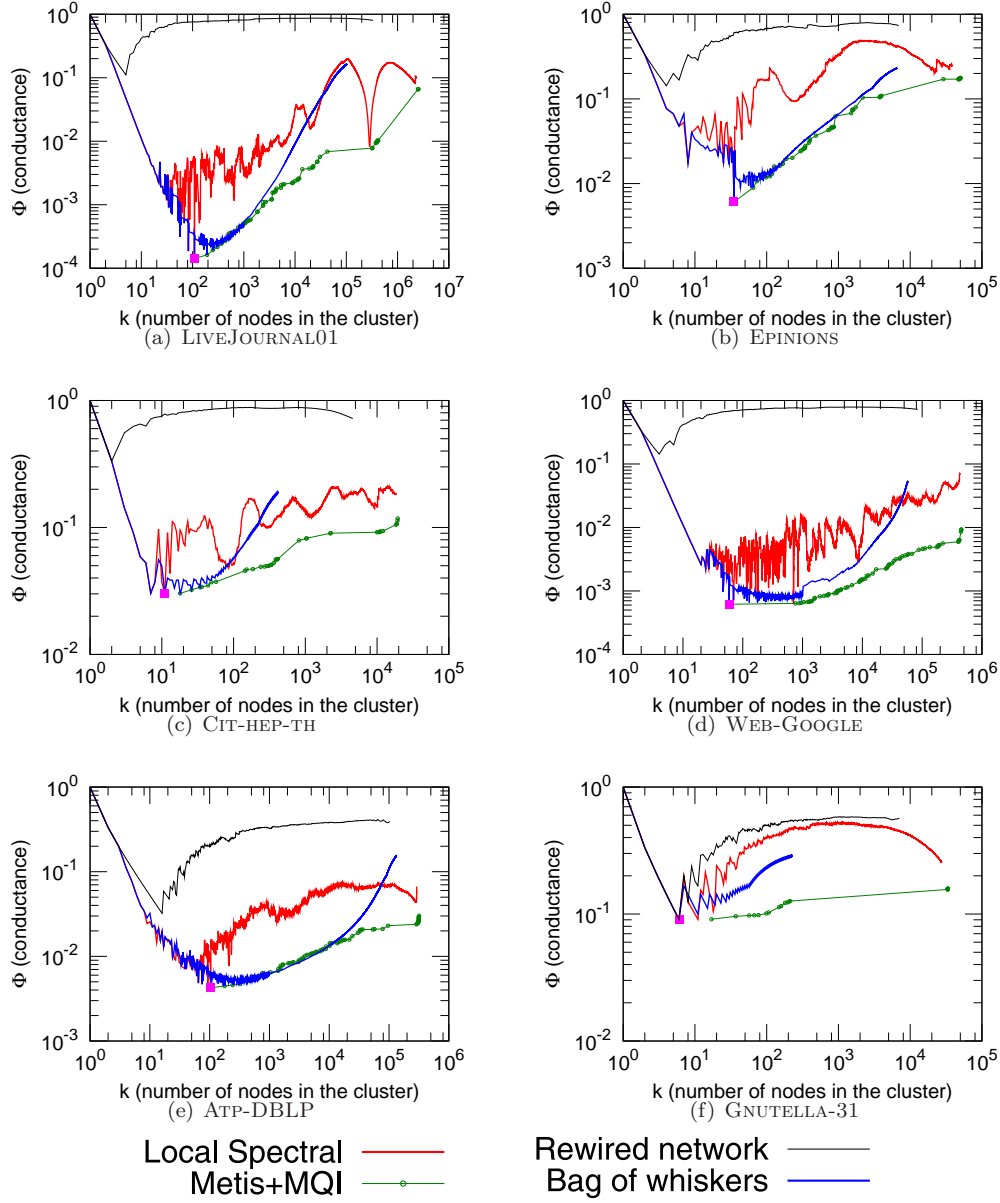 10^0
10^-1
10^-2
10^-3
10^-4
Φ (conductance)
10^0 10^1 10^2 10^3 10^4 10^5 10^6 10^7
k (number of nodes in the cluster)
(a) LIVEJOURNAL01
10^0
10^-1
10^-2
10^-3
Φ (conductance)
10^0 10^1 10^2 10^3 10^4 10^5
k (number of nodes in the cluster)
(b) EPINIONS
10^0
10^-1
10^-2
Φ (conductance)
10^0 10^1 10^2 10^3 10^4 10^5
k (number of nodes in the cluster)
(c) CIT-HEP-TH
10^0
10^-1
10^-2
10^-3
10^-4
Φ (conductance)
10^0 10^1 10^2 10^3 10^4 10^5 10^6
k (number of nodes in the cluster)
(d) WEB-GOOGLE
10^0
10^-1
10^-2
10^-3
Φ (conductance)
10^0 10^1 10^2 10^3 10^4 10^5 10^6
k (number of nodes in the cluster)
(e) ATP-DBLP
10^0
10^-1
10^-2
Φ (conductance)
10^0 10^1 10^2 10^3 10^4 10^5
k (number of nodes in the cluster)
(f) GNUTELLA-31
Local Spectral
Metis+MQI
Rewired network
Bag of whiskers